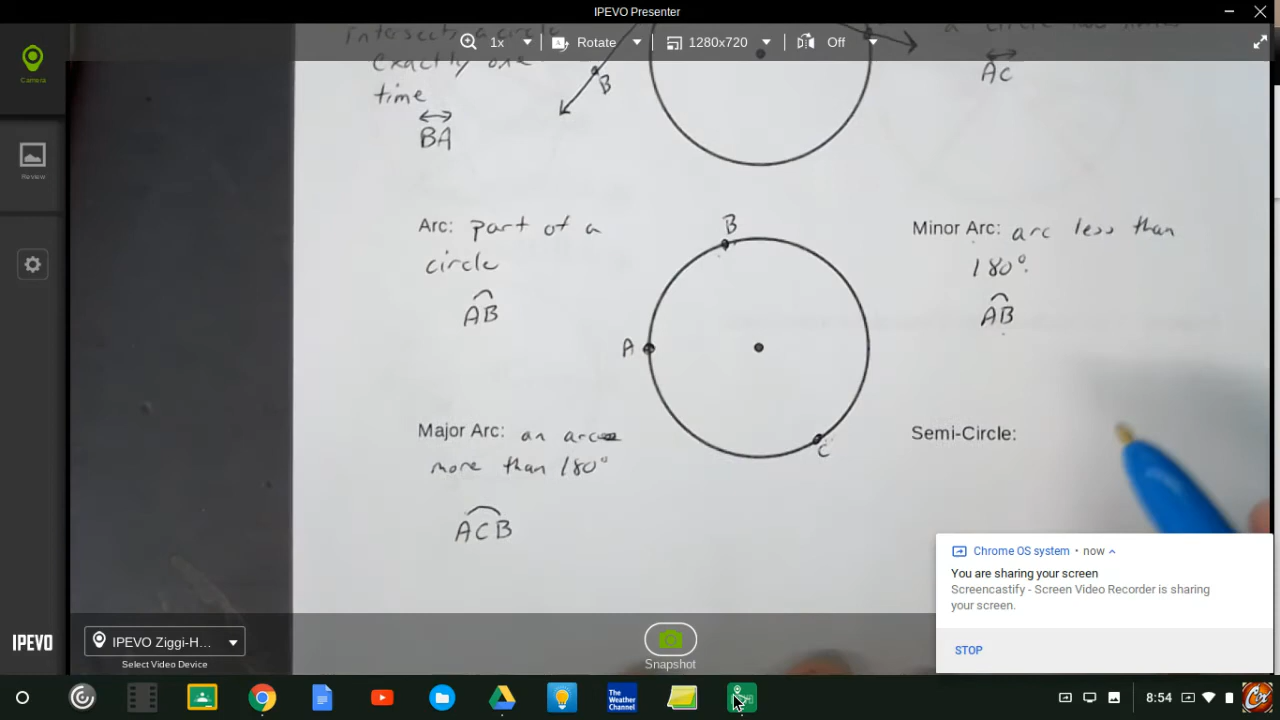 IPEVO Presenter
1x
Rotate
1280x720
Off
Camera
Review
intersects a circle
exactly one
time
BA
B
a circle
AC
Arc: part of a
circle
AB
B
A
C
Minor Arc: arc less than
180°.
AB
Major Arc: an arc
more than 180°
ACB
Semi-Circle:
Chrome OS system • now
You are sharing your screen
Screencastify - Screen Video Recorder is sharing
your screen.
STOP
IPEVO
IPEVO Ziggi-H...
Select Video Device
Snapshot
The
Weather
Channel
8:54